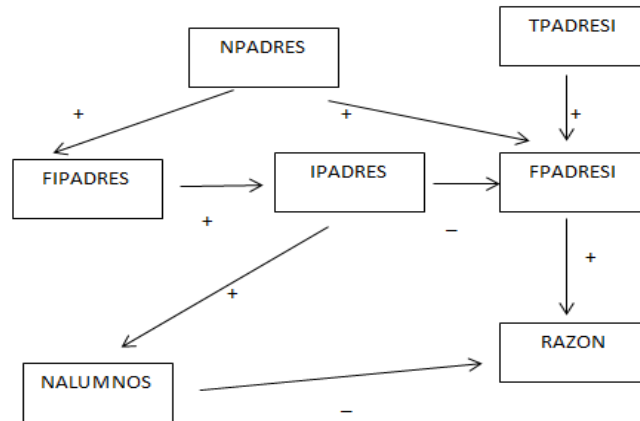 TPADRESI
NPADRES
+
+
+
FIPADRES
IPADRES
FPADRESI
+
–
+
+
RAZON
NALUMNOS
–